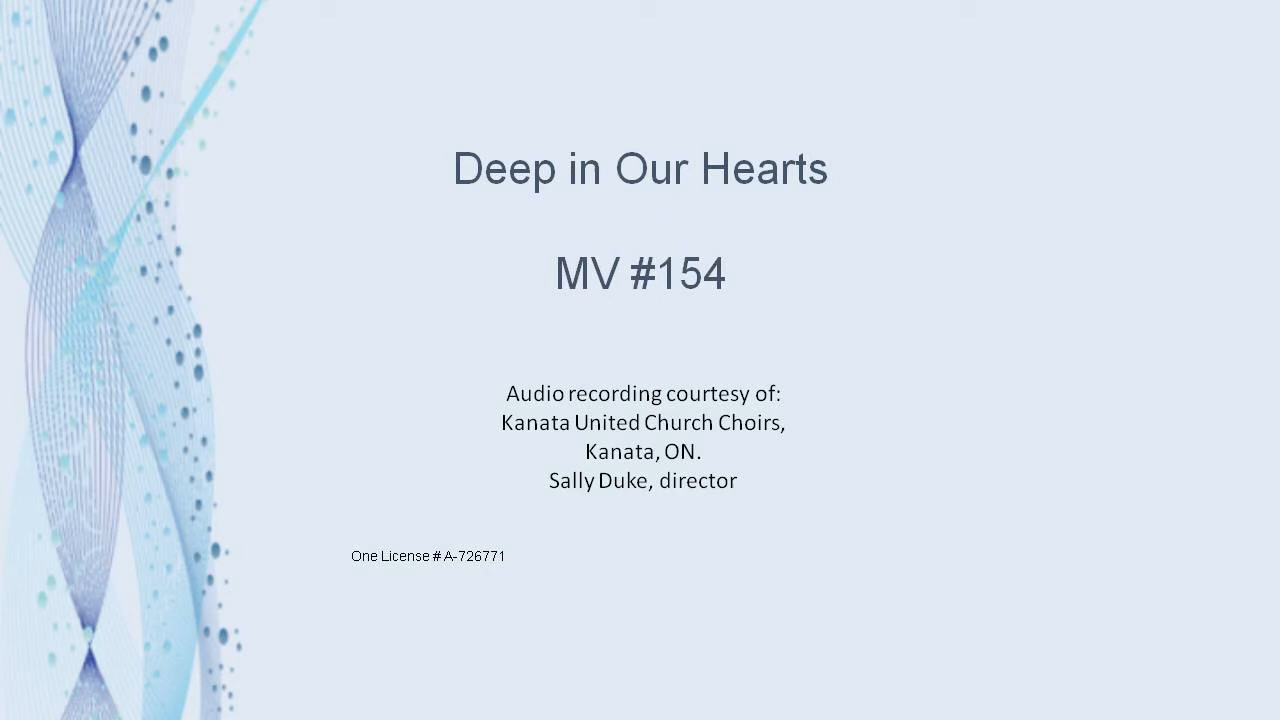 Deep in Our Hearts
MV #154
Audio recording courtesy of:
Kanata United Church Choirs,
Kanata, ON.
Sally Duke, director
One License # A-726771